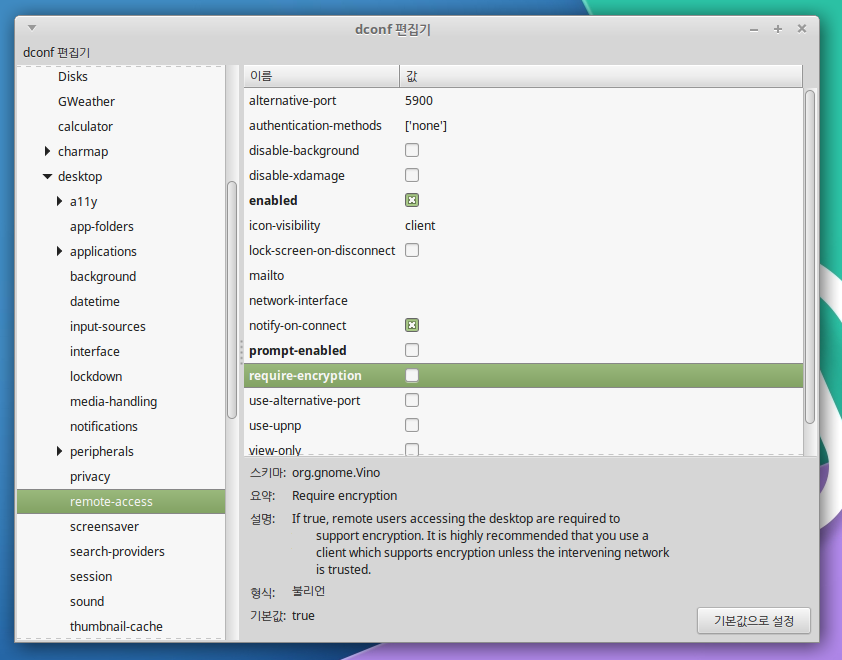 dconf 편집기
dconf 편집기
Disks
GWeather
calculator
charmap
desktop
a11y
app-folders
applications
background
datetime
input-sources
interface
lockdown
media-handling
notifications
peripherals
privacy
remote-access
screensaver
search-providers
session
sound
thumbnail-cache
이름 값
alternative-port 5900
authentication-methods ['none']
disable-background
disable-xdamage
enabled
icon-visibility client
lock-screen-on-disconnect
mailto
network-interface
notify-on-connect
prompt-enabled
require-encryption
use-alternative-port
use-upnp
view-only
스키마: org.gnome.Vino
요약: Require encryption
설명: If true, remote users accessing the desktop are required to
support encryption. It is highly recommended that you use a
client which supports encryption unless the intervening network
is trusted.
형식: 불리언
기본값: true
기본값으로 설정